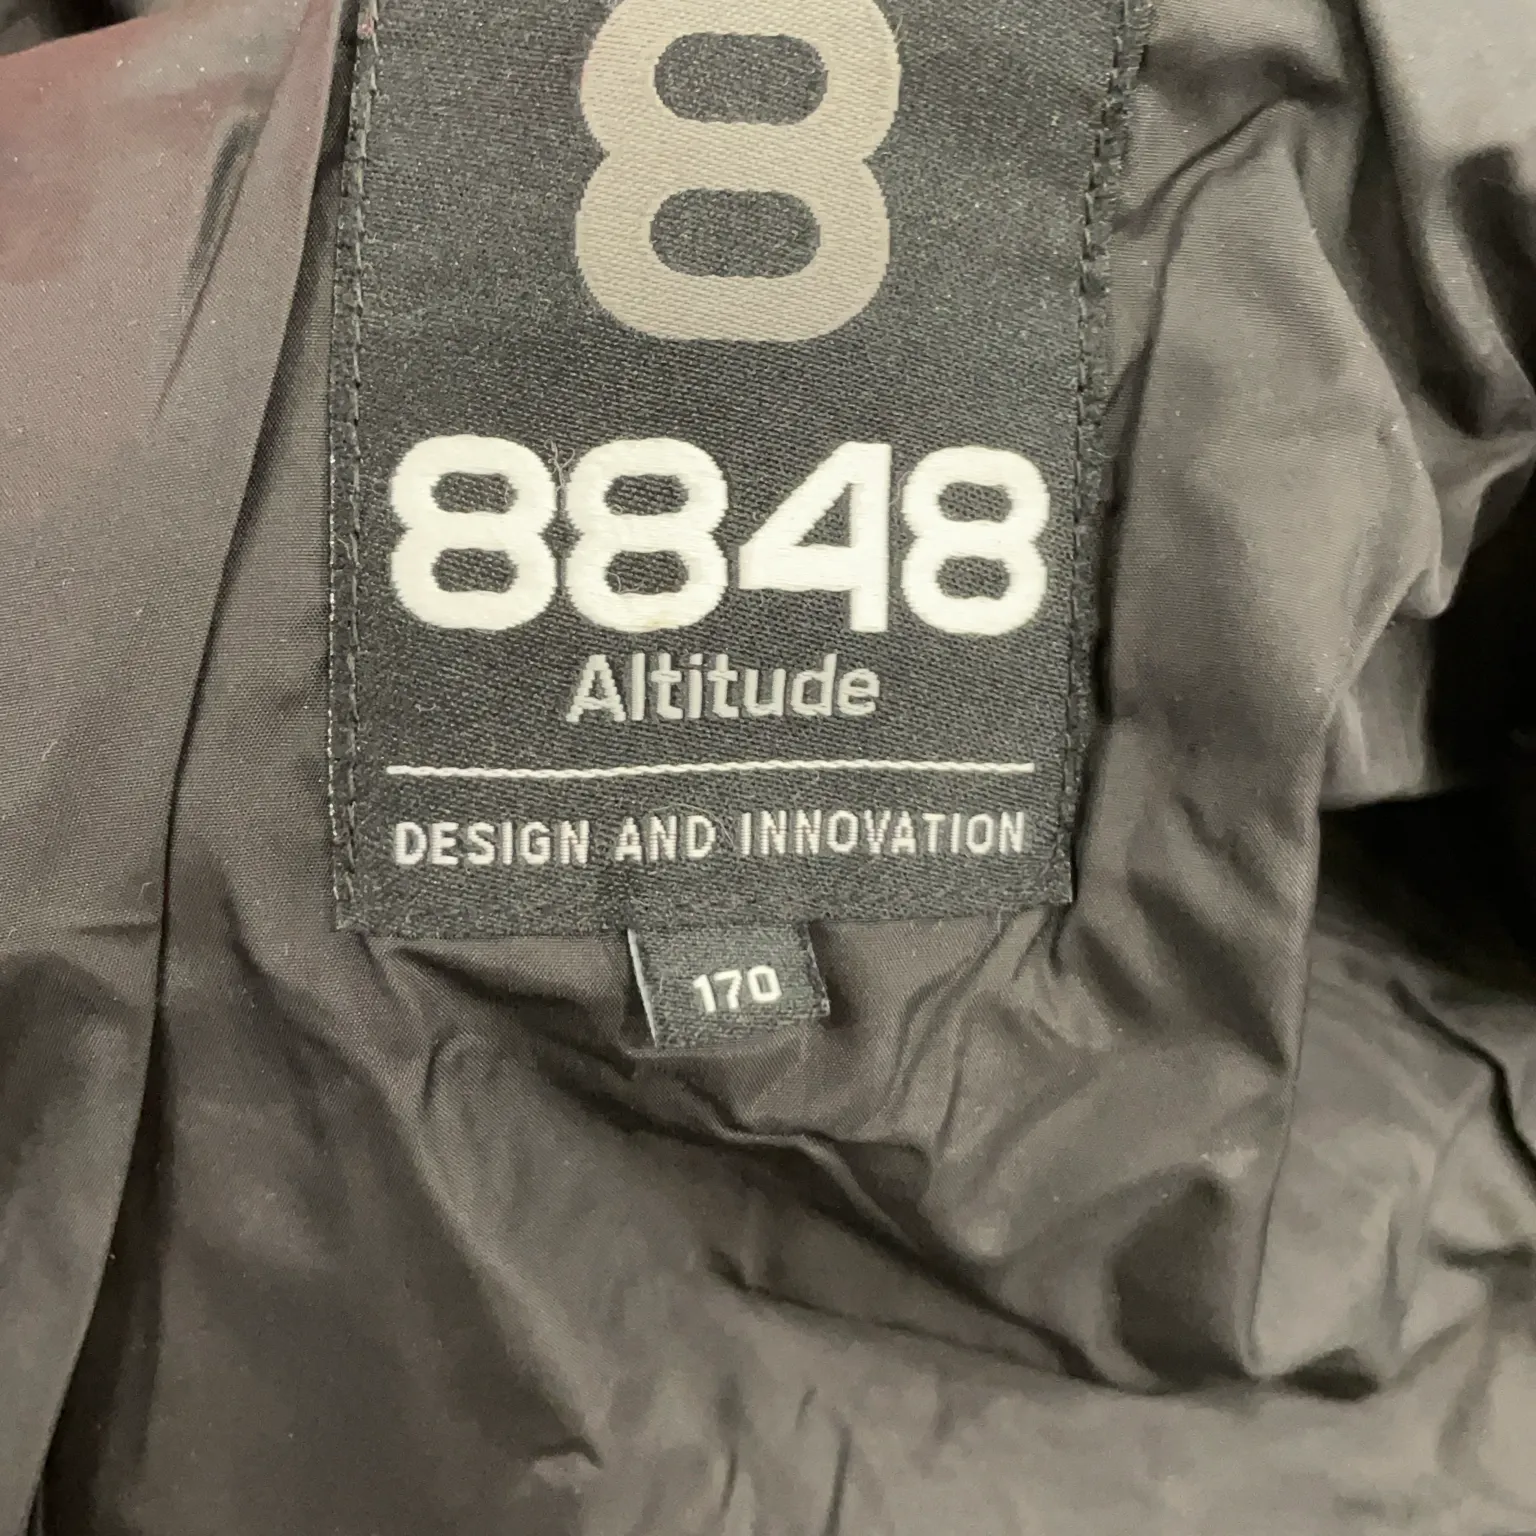 8
8848
Altitude
DESIGN AND INNOVATION
170